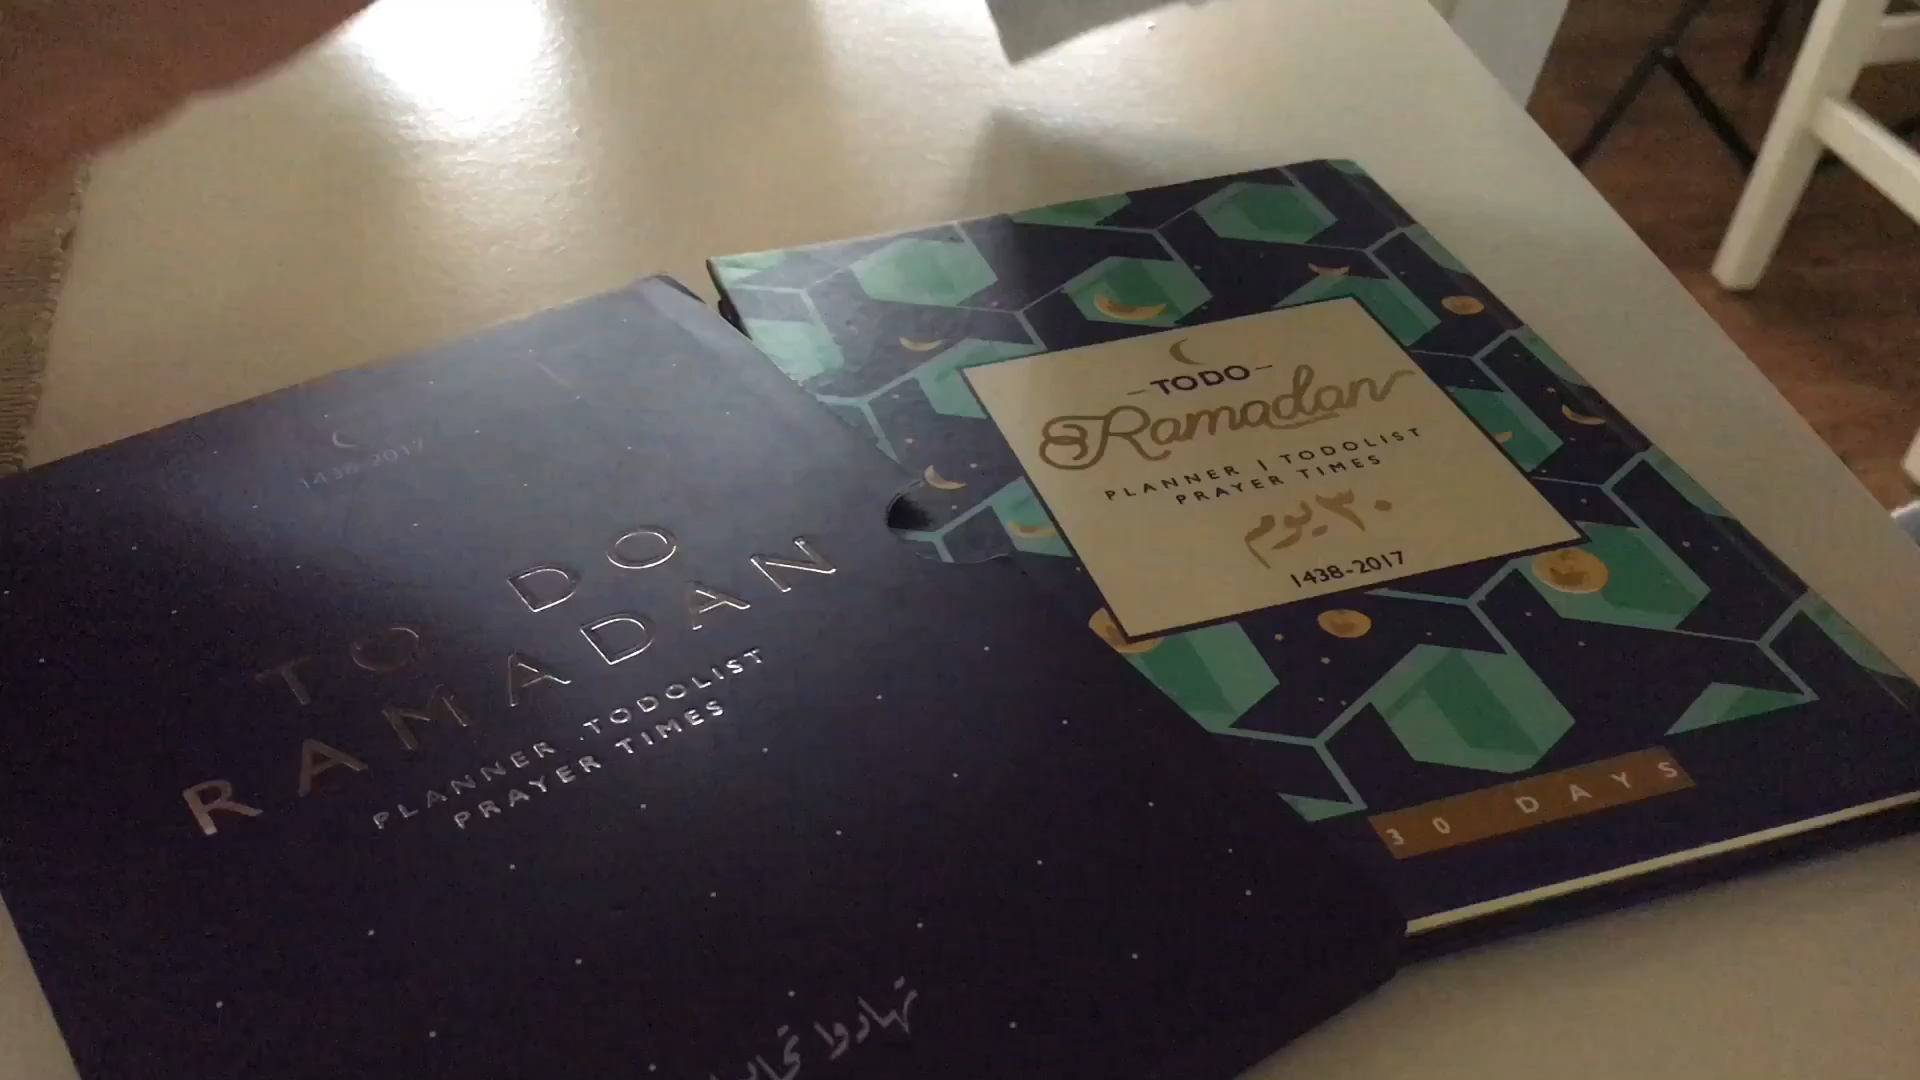 1438-2017
TO DO
RAMADAN
PLANNER .TODOLIST
PRAYER TIMES
تهادوا
TODO
Ramadan
PLANNER | TODOLIST
PRAYER TIMES
٣٠ يوم
1438-2017
30 DAYS